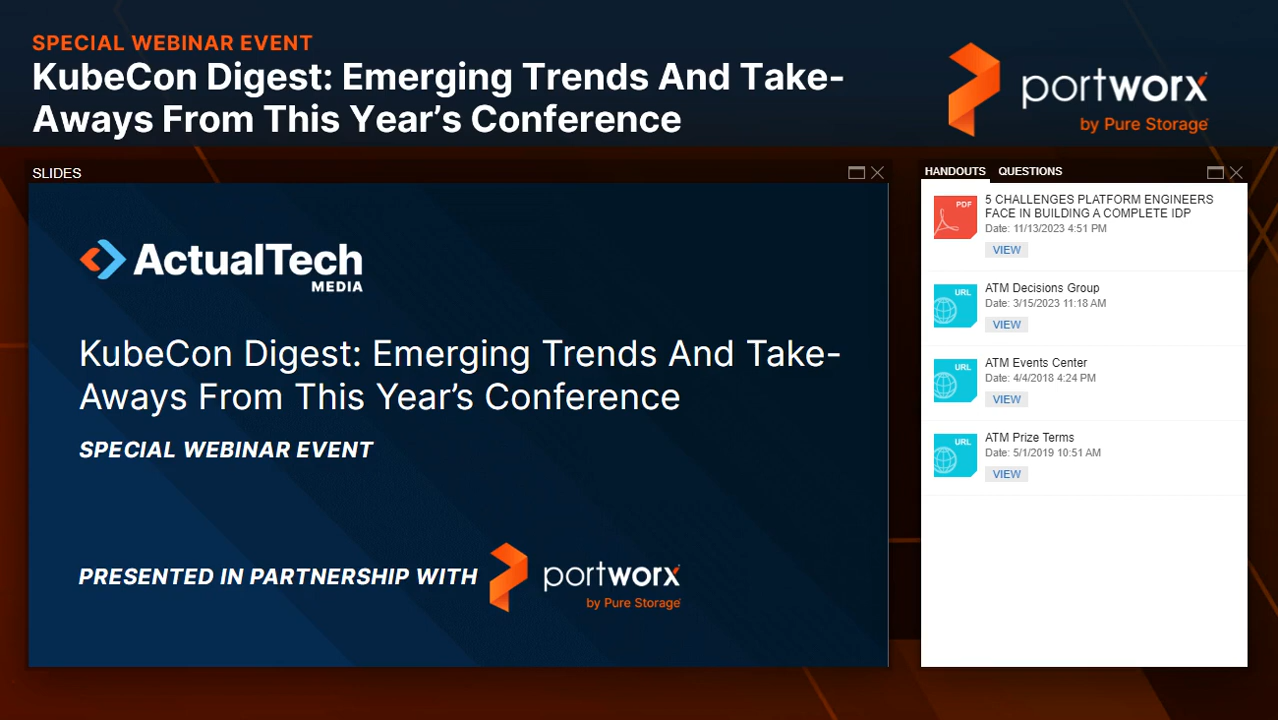 SPECIAL WEBINAR EVENT
KubeCon Digest: Emerging Trends And Take-
Aways From This Year's Conference
portworx
by Pure Storage
SLIDES
ActualTech
MEDIA
KubeCon Digest: Emerging Trends And Take-
Aways From This Year's Conference
SPECIAL WEBINAR EVENT
PRESENTED IN PARTNERSHIP WITH
portworx
by Pure Storage
HANDOUTS QUESTIONS
PDF
5 CHALLENGES PLATFORM ENGINEERS
FACE IN BUILDING A COMPLETE IDP
Date: 11/13/2023 4:51 PM
VIEW
URL
ATM Decisions Group
Date: 3/15/2023 11:18 AM
VIEW
URL
ATM Events Center
Date: 4/4/2018 4:24 PM
VIEW
URL
ATM Prize Terms
Date: 5/1/2019 10:51 AM
VIEW